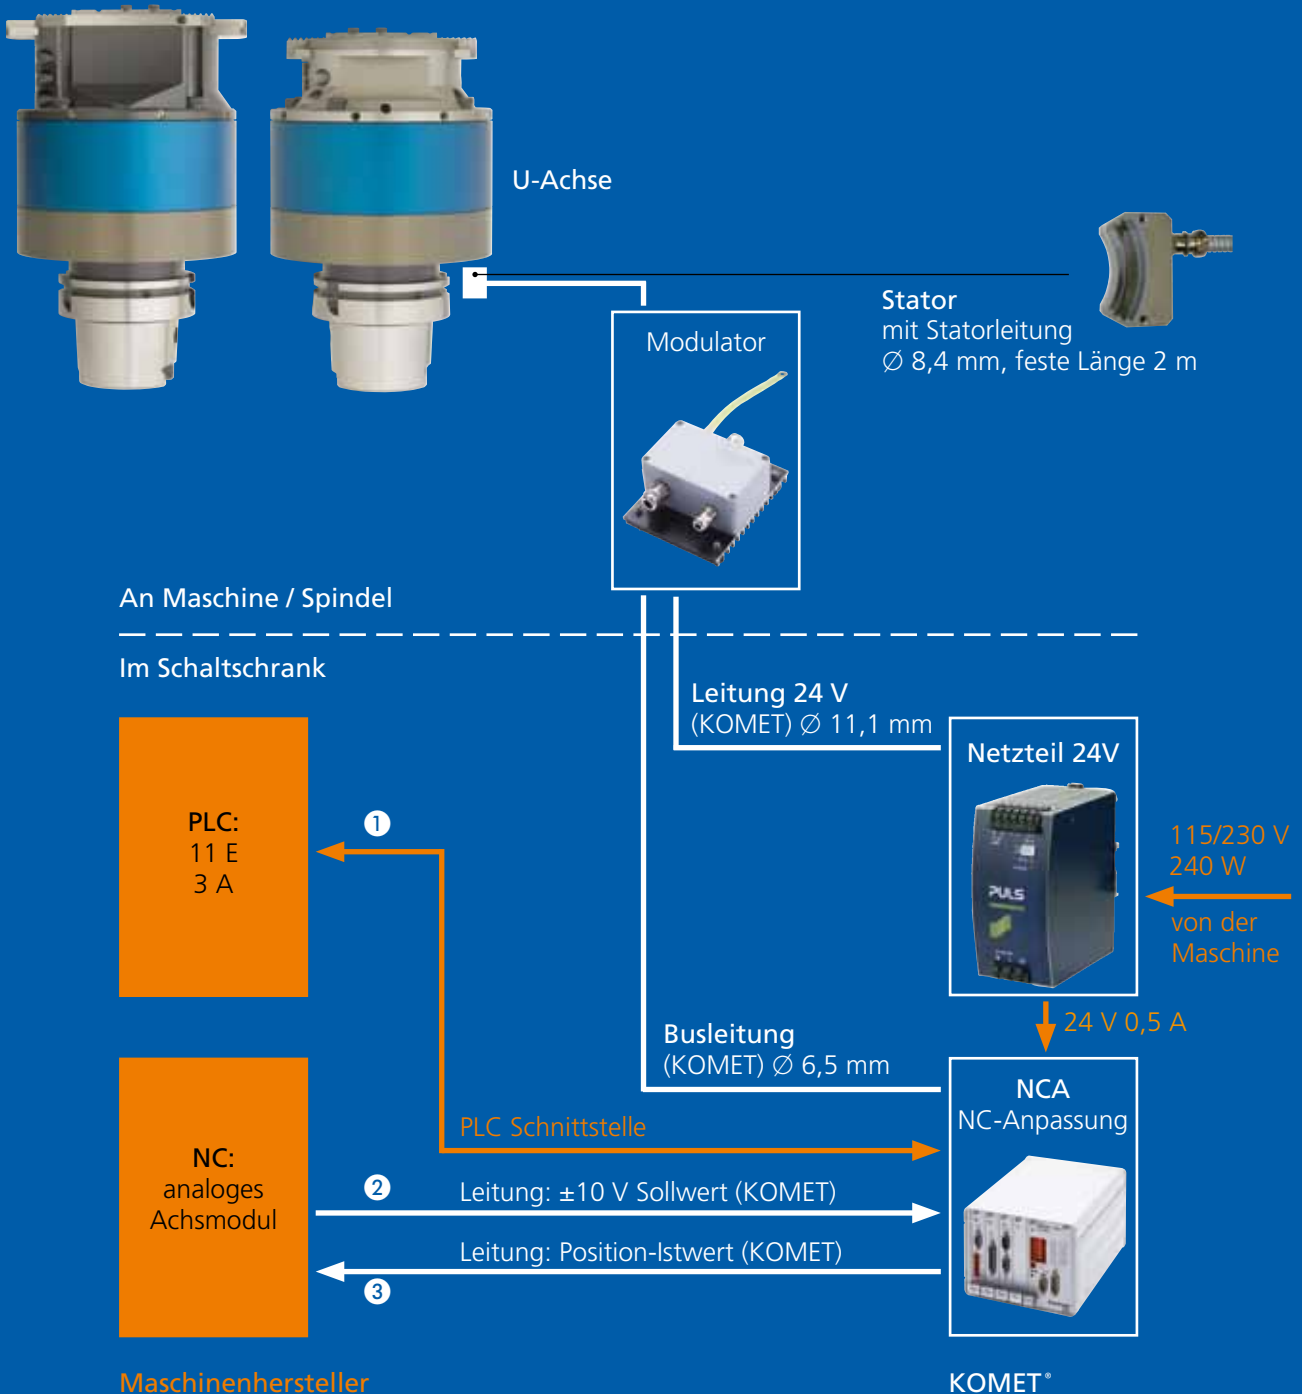 U-Achse
Stator
mit Statorleitung
∅ 8,4 mm, feste Länge 2 m
Modulator
An Maschine / Spindel
Im Schaltschrank
Leitung 24 V
(KOMET) ∅ 11,1 mm
Netzteil 24V
PULS
115/230 V
240 W
von der
Maschine
24 V 0,5 A
PLC:
11 E
3 A
1
Busleitung
(KOMET) ∅ 6,5 mm
NCA
NC-Anpassung
PLC Schnittstelle
NC:
analoges
Achsmodul
2
Leitung: ±10 V Sollwert (KOMET)
Leitung: Position-Istwert (KOMET)
3
Maschinenhersteller
KOMET®